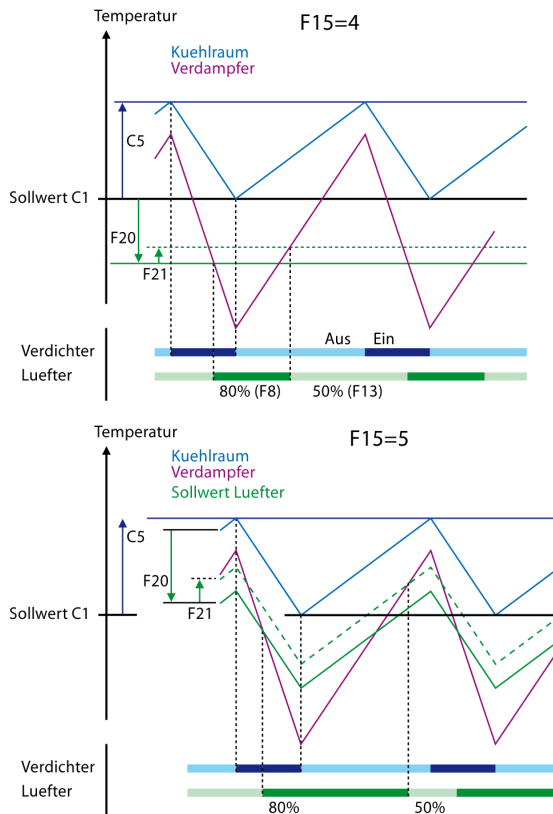 Temperatur
F15=4
Kuehlraum
Verdampfer
C5
Sollwert C1
F20
F21
Aus Ein
Verdichter
Luefter
80% (F8) 50% (F13)
Temperatur
F15=5
Kuehlraum
Verdampfer
Sollwert Luefter
C5
F20
F21
Sollwert C1
Verdichter
Luefter
80% 50%